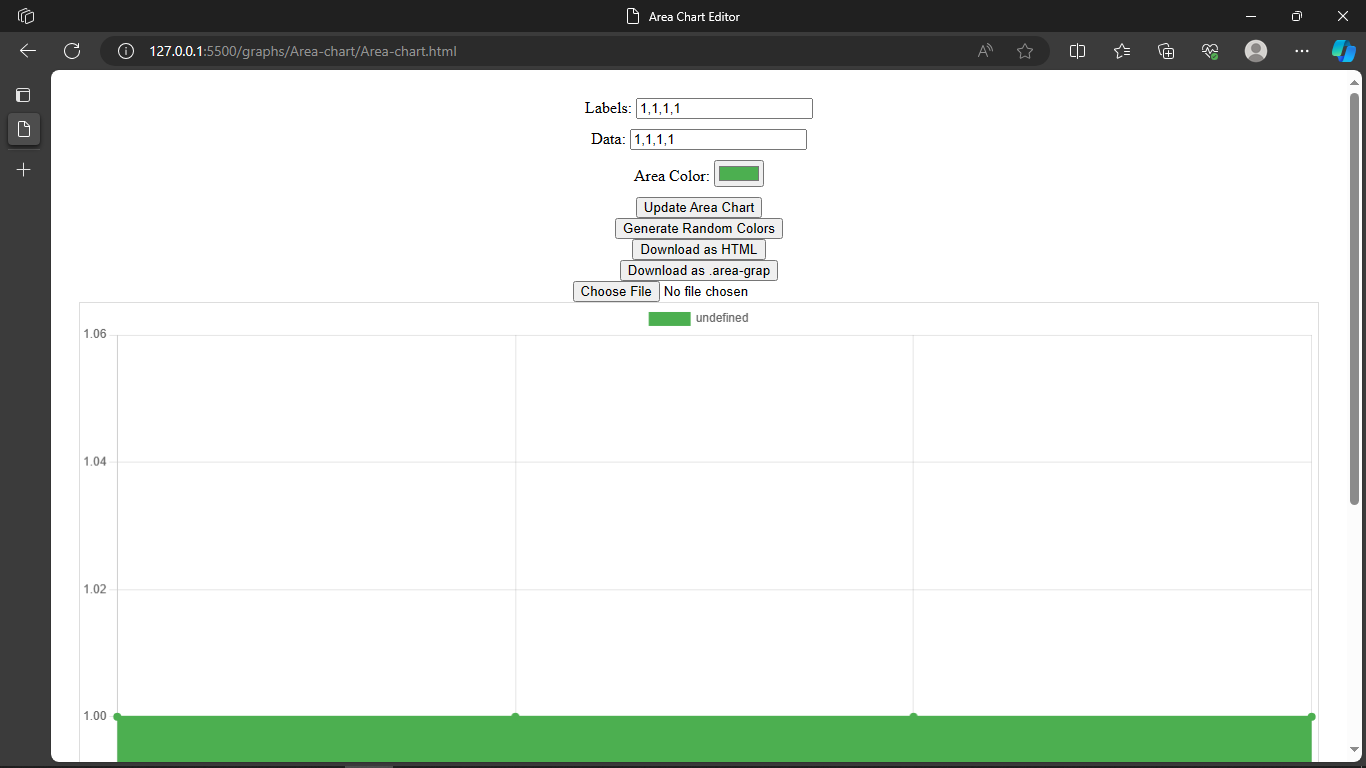 Area Chart Editor
127.0.0.1:5500/graphs/Area-chart/Area-chart.html
Labels: 1,1,1,1
Data: 1,1,1,1
Area Color:
Update Area Chart
Generate Random Colors
Download as HTML
Download as .area-grap
Choose File No file chosen
undefined
1.06
1.04
1.02
1.00